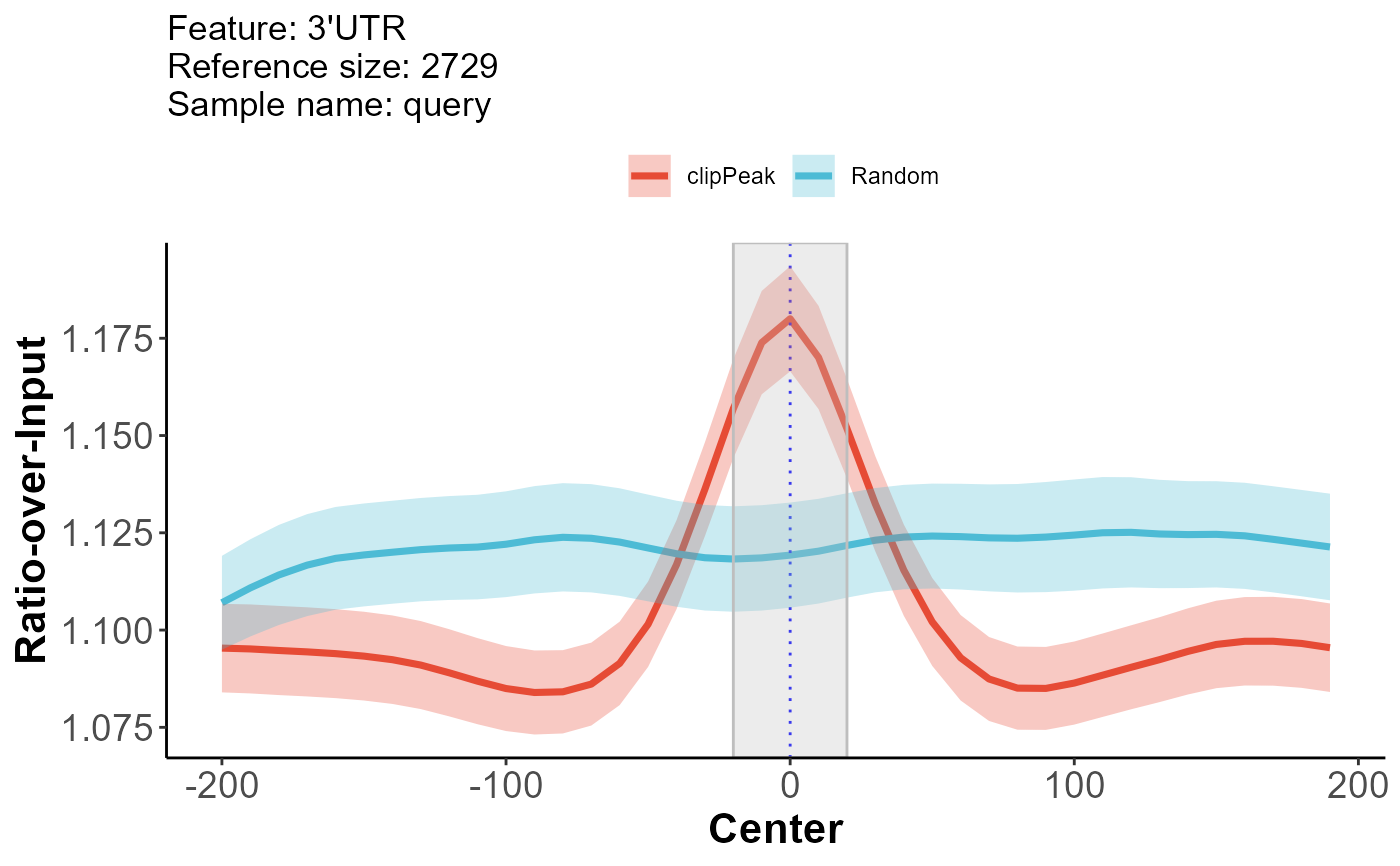 Feature: 3'UTR
Reference size: 2729
Sample name: query
clipPeak Random
Ratio-over-Input
1.175
1.150
1.125
1.100
1.075
-200 -100 0 100 200
Center